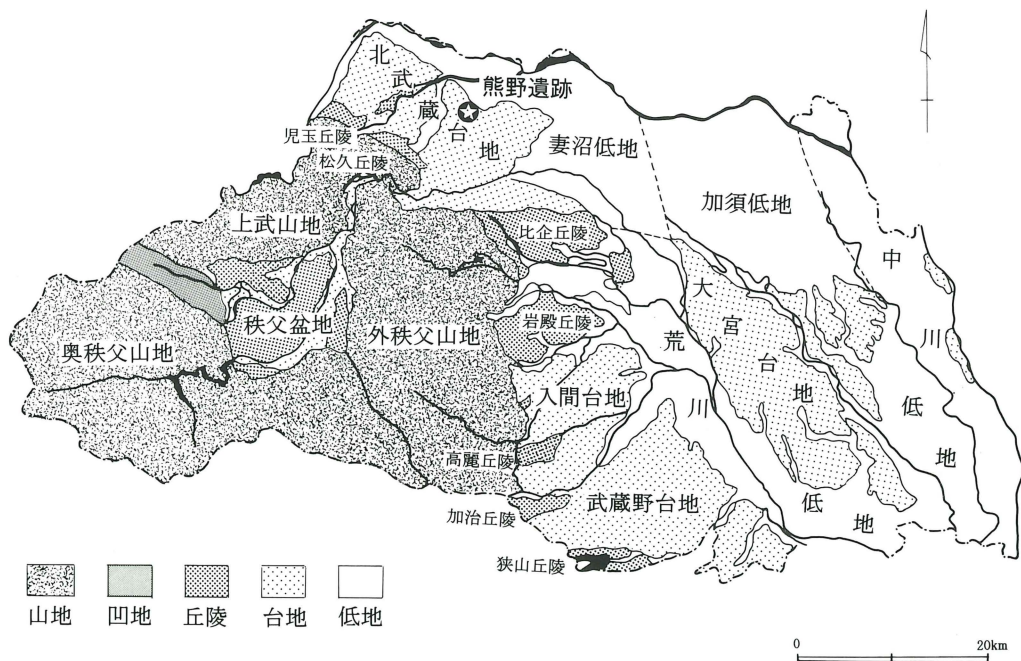 北武蔵台地
熊野遺跡
児玉丘陵
松久丘陵
妻沼低地
加須低地
上武山地
比企丘陵
中川低地
大宮台地
秩父盆地
外秩父山地
岩殿丘陵
荒川低地
奥秩父山地
入間台地
高麗丘陵
武蔵野台地
加治丘陵
狭山丘陵
山地 凹地 丘陵 台地 低地
0 20km